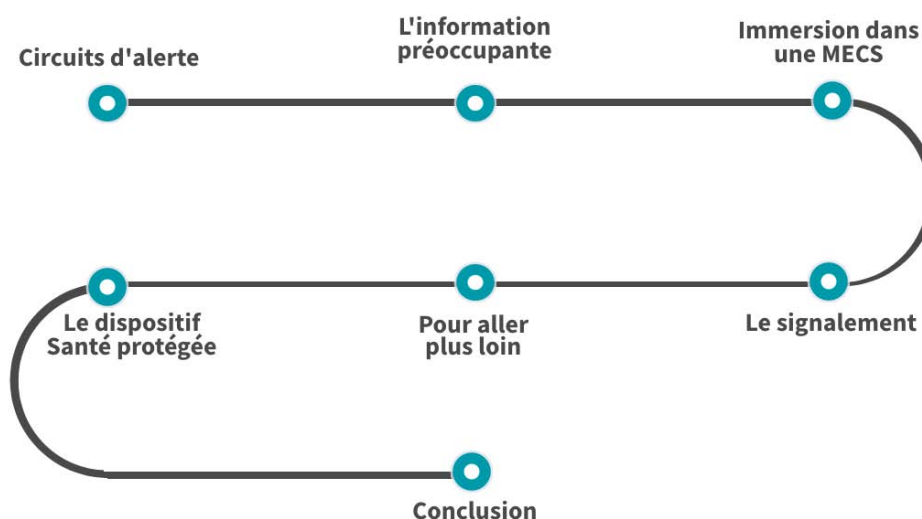 Circuits d'alerte
L'information
préoccupante
Immersion dans
une MECS
Le signalement
Pour aller
plus loin
Le dispositif
Santé protégée
Conclusion